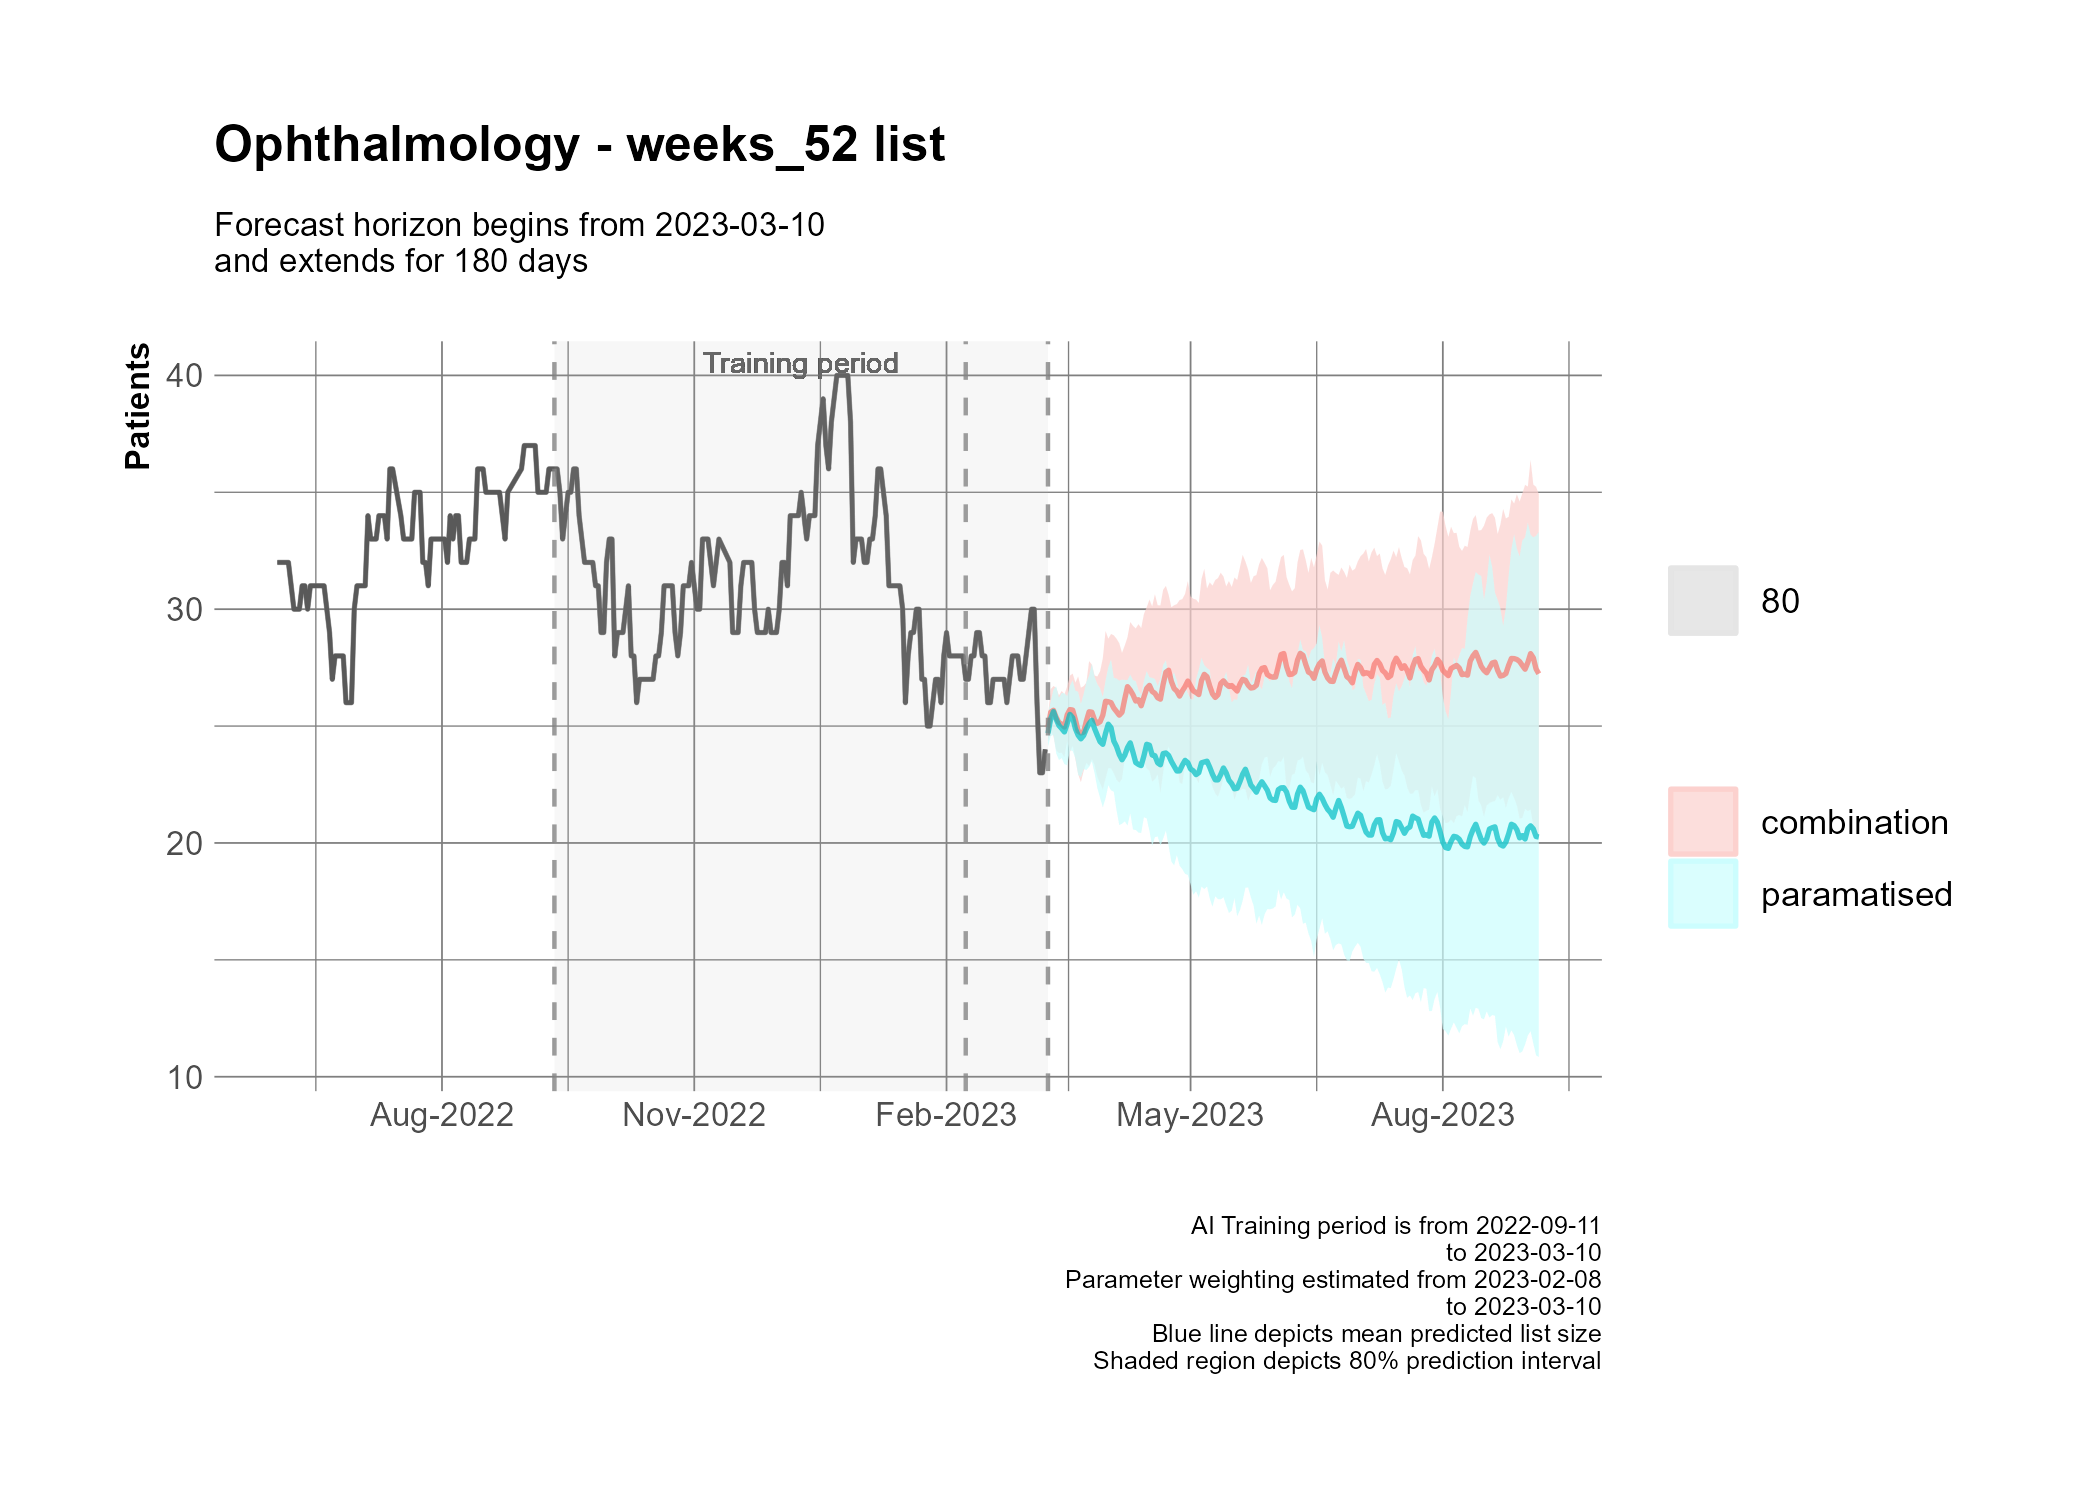 Ophthalmology - weeks_52 list
Forecast horizon begins from 2023-03-10
and extends for 180 days
Patients
Training period
40
30
20
10
Aug-2022
Nov-2022
Feb-2023
May-2023
Aug-2023
80
combination
paramatised
AI Training period is from 2022-09-11
to 2023-03-10
Parameter weighting estimated from 2023-02-08
to 2023-03-10
Blue line depicts mean predicted list size
Shaded region depicts 80% prediction interval